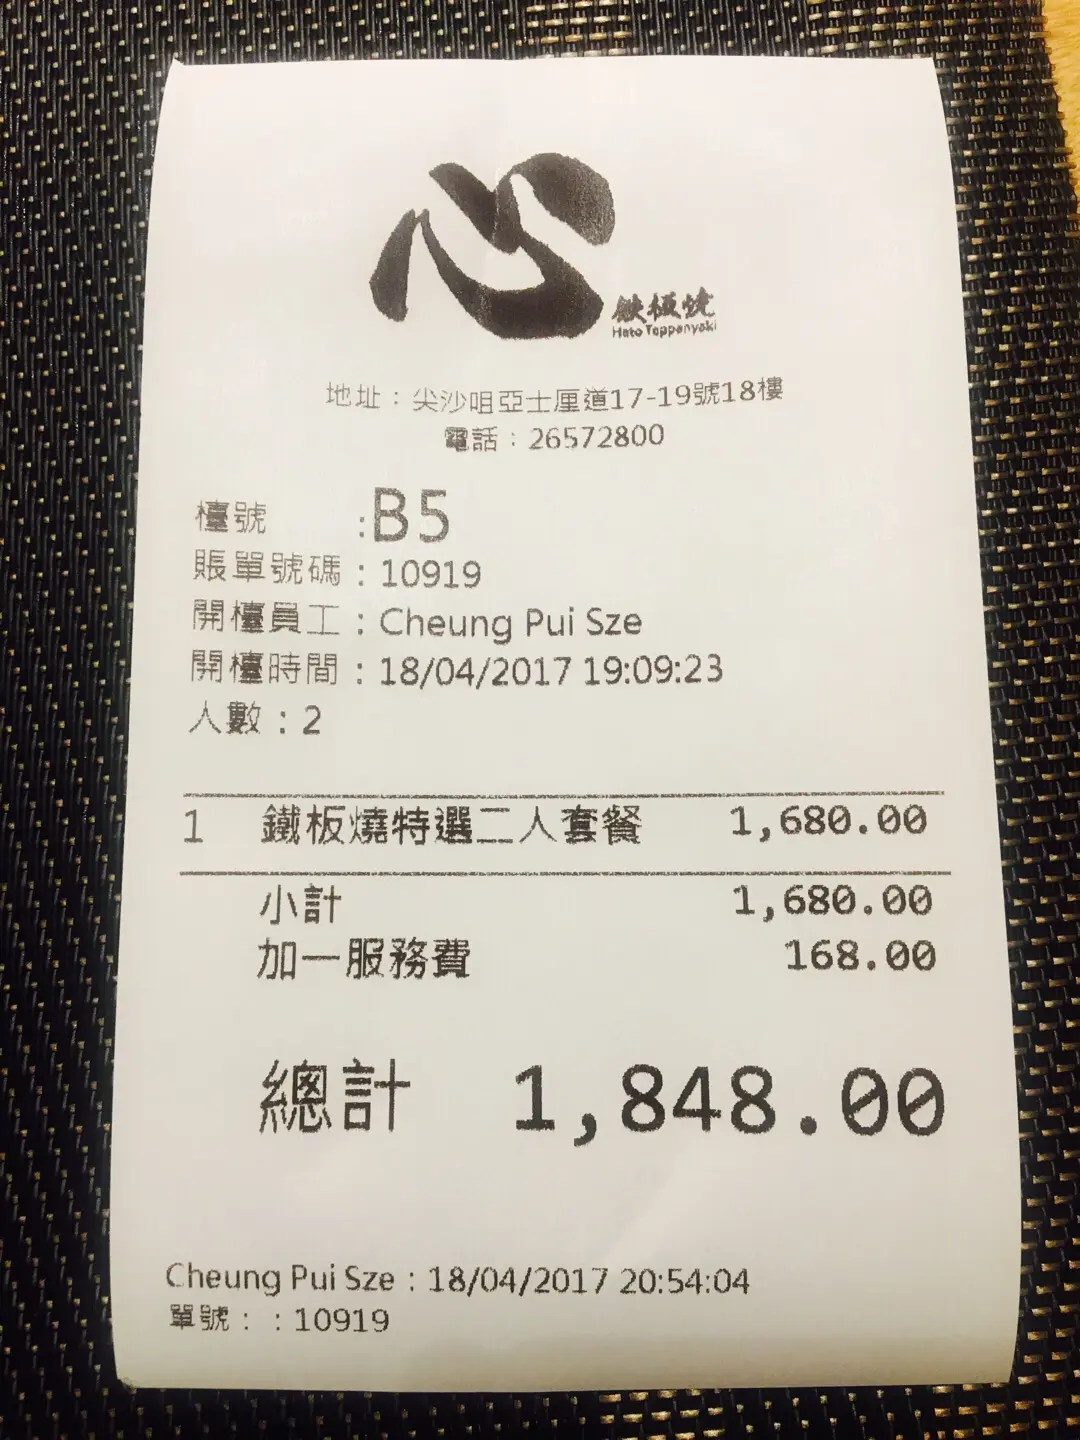 心
鉄板焼
Hato Teppanyaki
地址：尖沙咀亞士厘道17-19號18樓
電話：26572800
檯號 :B5
賬單號碼：10919
開檯員工：Cheung Pui Sze
開檯時間：18/04/2017 19:09:23
人數：2
1 鐵板燒特選二人套餐 1,680.00
小計 1,680.00
加一服務費 168.00
總計 1,848.00
Cheung Pui Sze：18/04/2017 20:54:04
單號：：10919